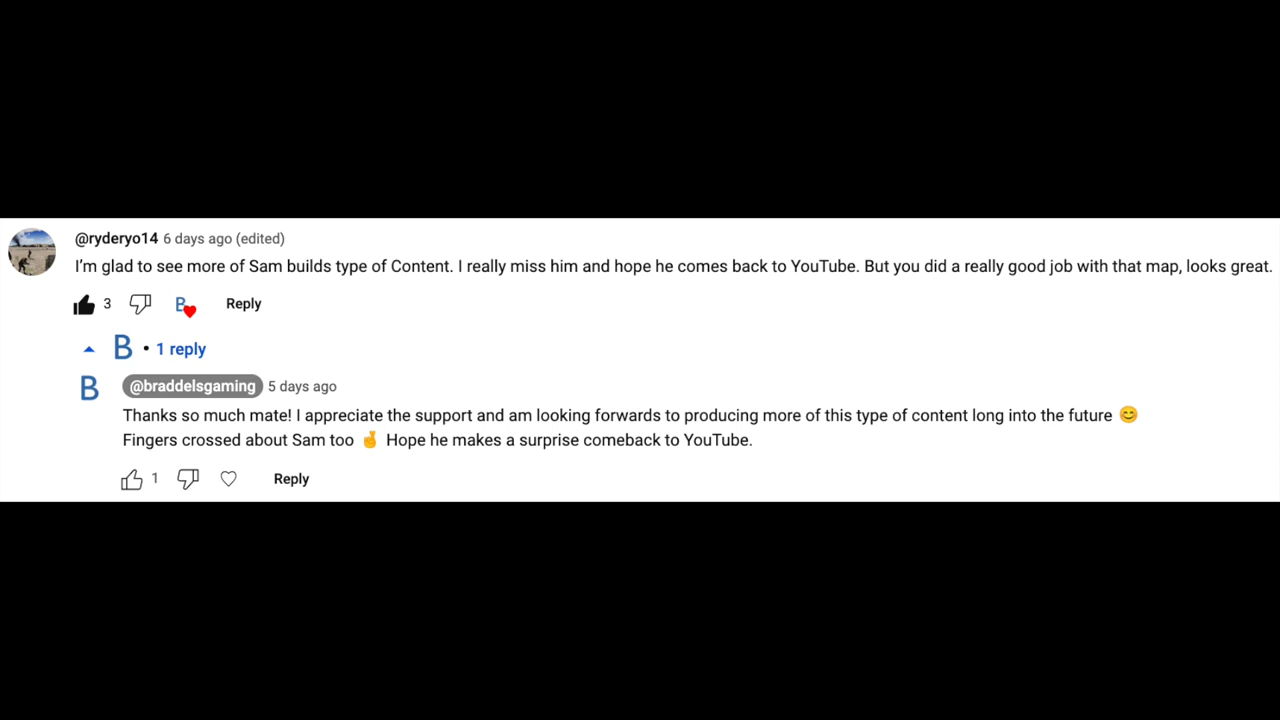 @ryderyo14 6 days ago (edited)
I'm glad to see more of Sam builds type of Content. I really miss him and hope he comes back to YouTube. But you did a really good job with that map, looks great.
3 B Reply
B • 1 reply
B @braddelsgaming 5 days ago
Thanks so much mate! I appreciate the support and am looking forwards to producing more of this type of content long into the future 😊
Fingers crossed about Sam too 🤞 Hope he makes a surprise comeback to YouTube.
1 Reply